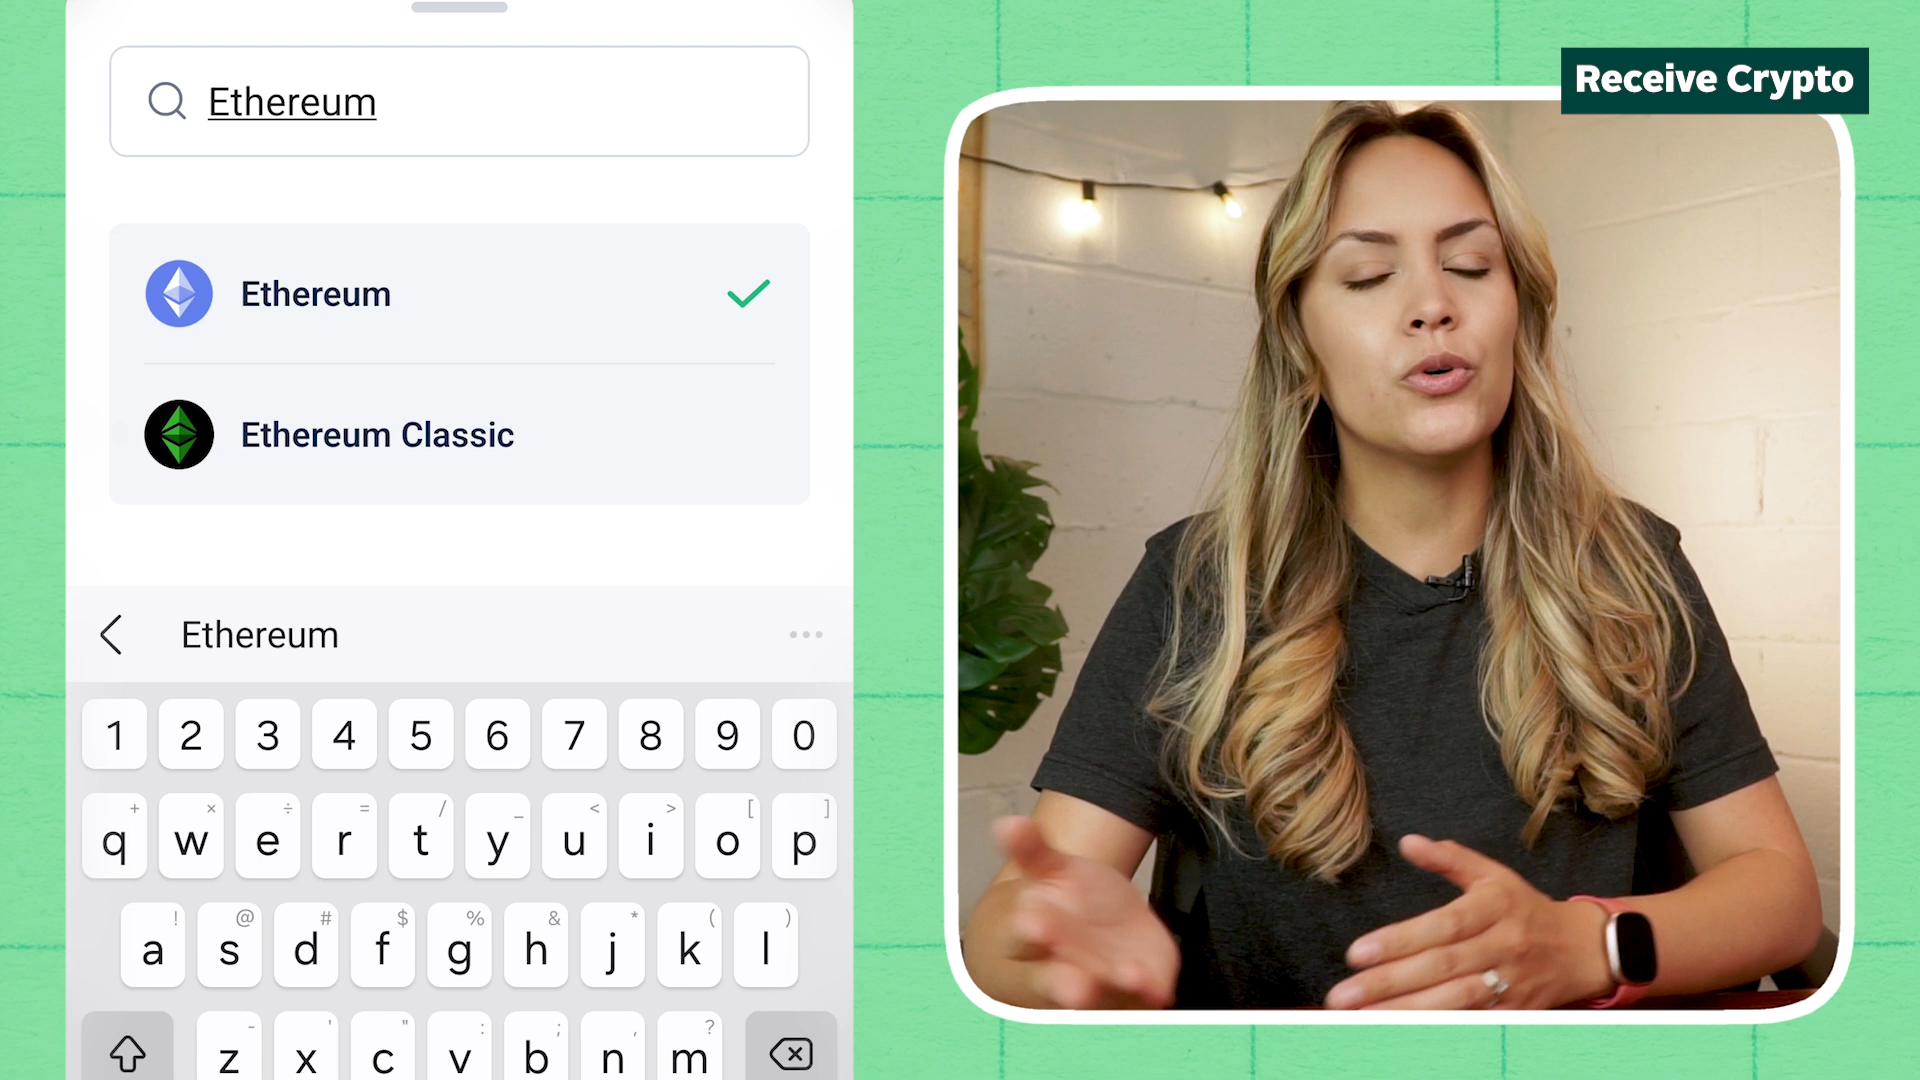 Ethereum
Ethereum
Ethereum Classic
Ethereum
1 2 3 4 5 6 7 8 9 0
+ × ÷ = / _ < > [ ]
q w e r t y u i o p
! @ # $ % & * ( )
a s d f g h j k l
- ' " : ; , ?
z x c v b n m
Receive Crypto